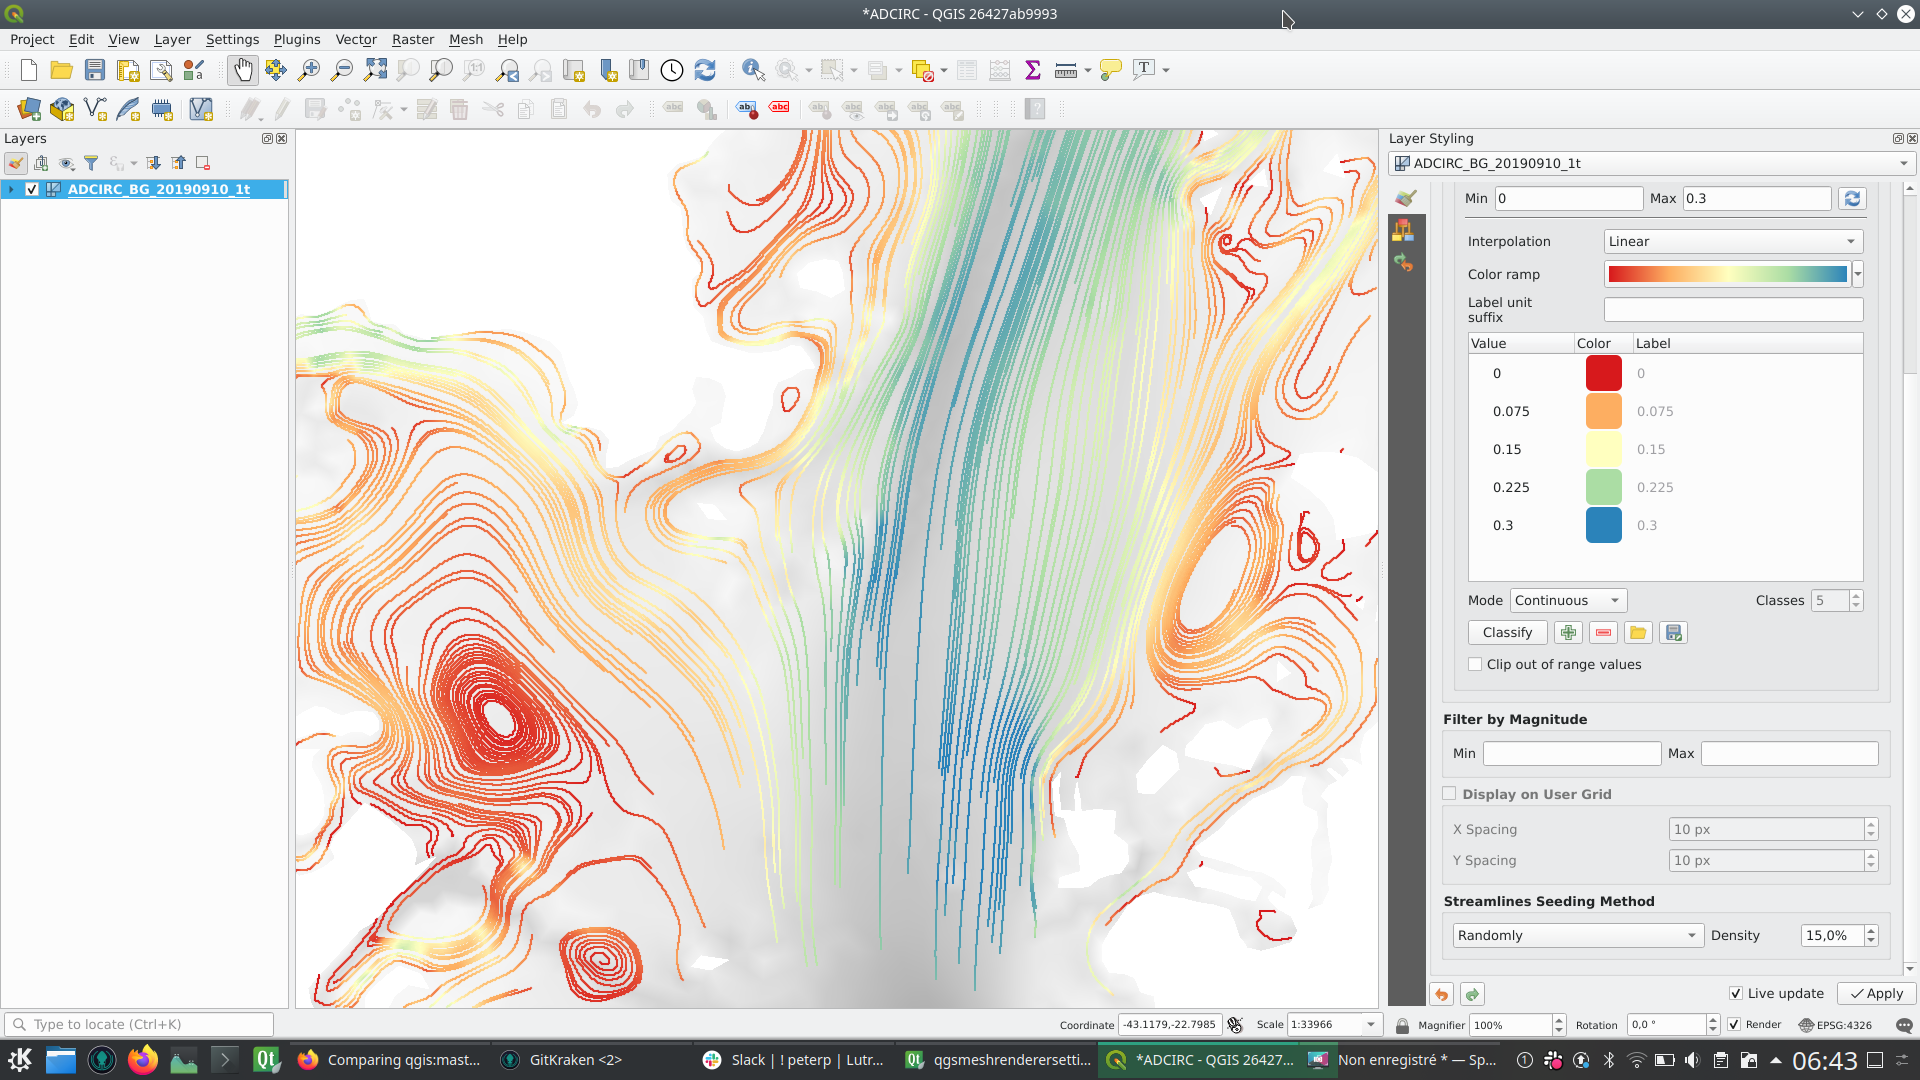 *ADCIRC - QGIS 26427ab9993
Project Edit View Layer Settings Plugins Vector Raster Mesh Help
Layers
ADCIRC_BG_20190910_1t
Layer Styling
ADCIRC_BG_20190910_1t
Min 0 Max 0.3
Interpolation Linear
Color ramp
Label unit suffix
Value Color Label
0 0
0.075 0.075
0.15 0.15
0.225 0.225
0.3 0.3
Mode Continuous Classes 5
Classify
Clip out of range values
Filter by Magnitude
Min Max
Display on User Grid
X Spacing 10 px
Y Spacing 10 px
Streamlines Seeding Method
Randomly Density 15,0%
Live update Apply
Type to locate (Ctrl+K) Coordinate -43.1179,-22.7985 Scale 1:33966 Magnifier 100% Rotation 0,0 ° Render EPSG:4326
Comparing qgis:mast... GitKraken <2> Slack | ! peterp | Lutr... qgsmeshrenderersetti... *ADCIRC - QGIS 26427... Non enregistré * — Sp... 06:43